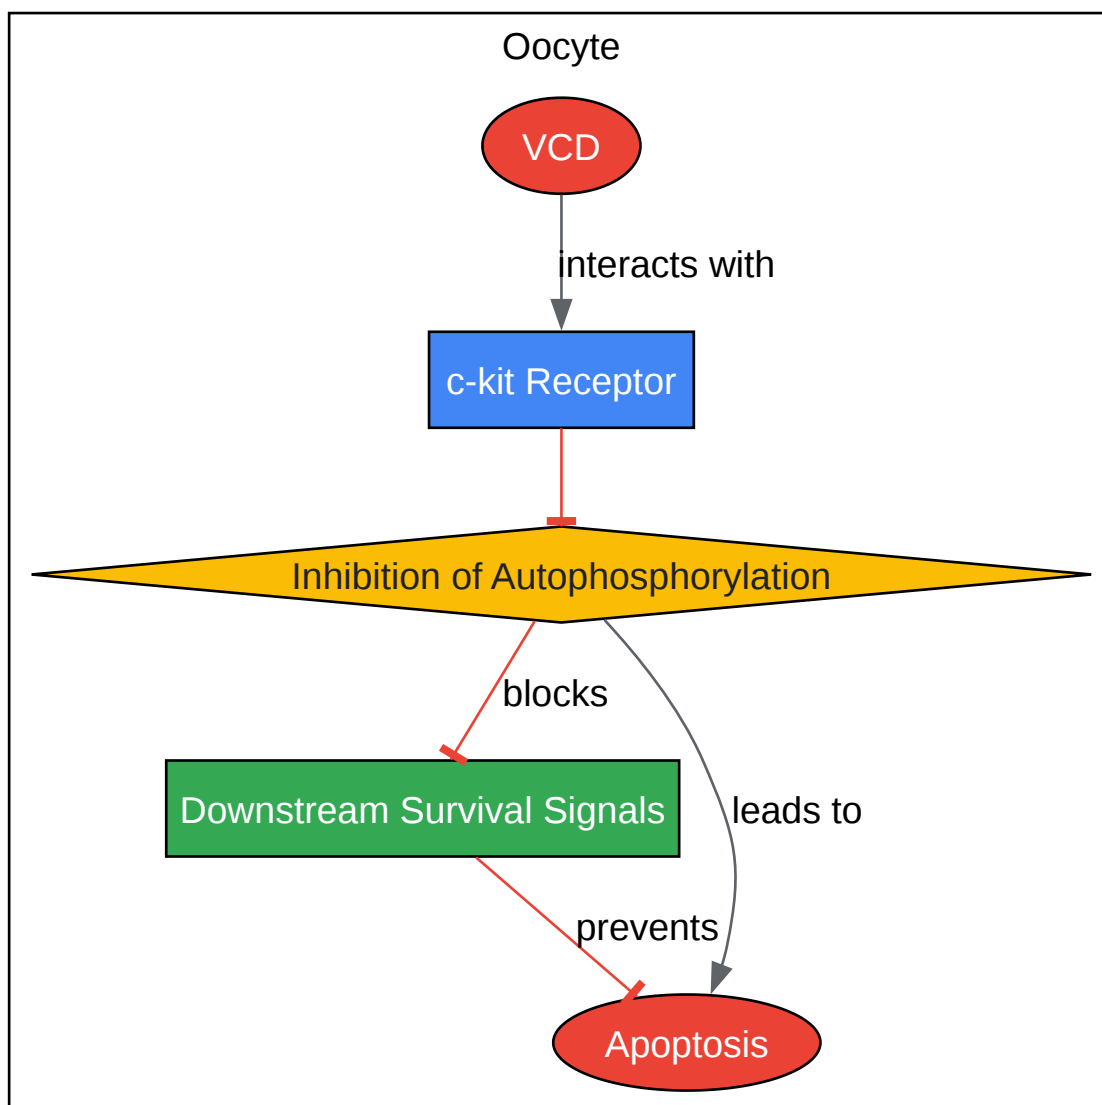 Oocyte
VCD
interacts with
c-kit Receptor
Inhibition of Autophosphorylation
blocks
Downstream Survival Signals
leads to
prevents
Apoptosis